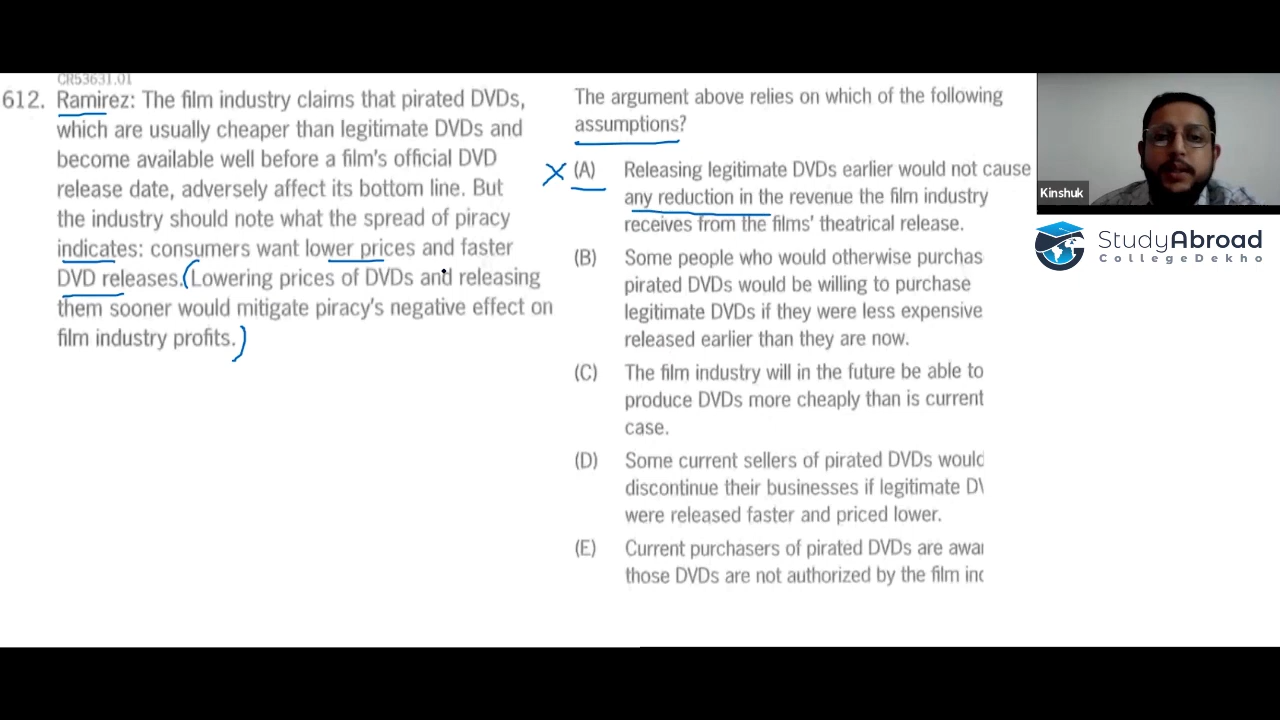 CR53631.01
612. Ramirez: The film industry claims that pirated DVDs,
which are usually cheaper than legitimate DVDs and
become available well before a film's official DVD
release date, adversely affect its bottom line. But
the industry should note what the spread of piracy
indicates: consumers want lower prices and faster
DVD releases. (Lowering prices of DVDs and releasing
them sooner would mitigate piracy's negative effect on
film industry profits.)
The argument above relies on which of the following
assumptions?
X (A) Releasing legitimate DVDs earlier would not cause
any reduction in the revenue the film industry
receives from the films' theatrical release.
(B) Some people who would otherwise purchas
pirated DVDs would be willing to purchase
legitimate DVDs if they were less expensive
released earlier than they are now.
(C) The film industry will in the future be able to
produce DVDs more cheaply than is current
case.
(D) Some current sellers of pirated DVDs would
discontinue their businesses if legitimate D
were released faster and priced lower.
(E) Current purchasers of pirated DVDs are awa
those DVDs are not authorized by the film in
Kinshuk
StudyAbroad
CollegeDekho